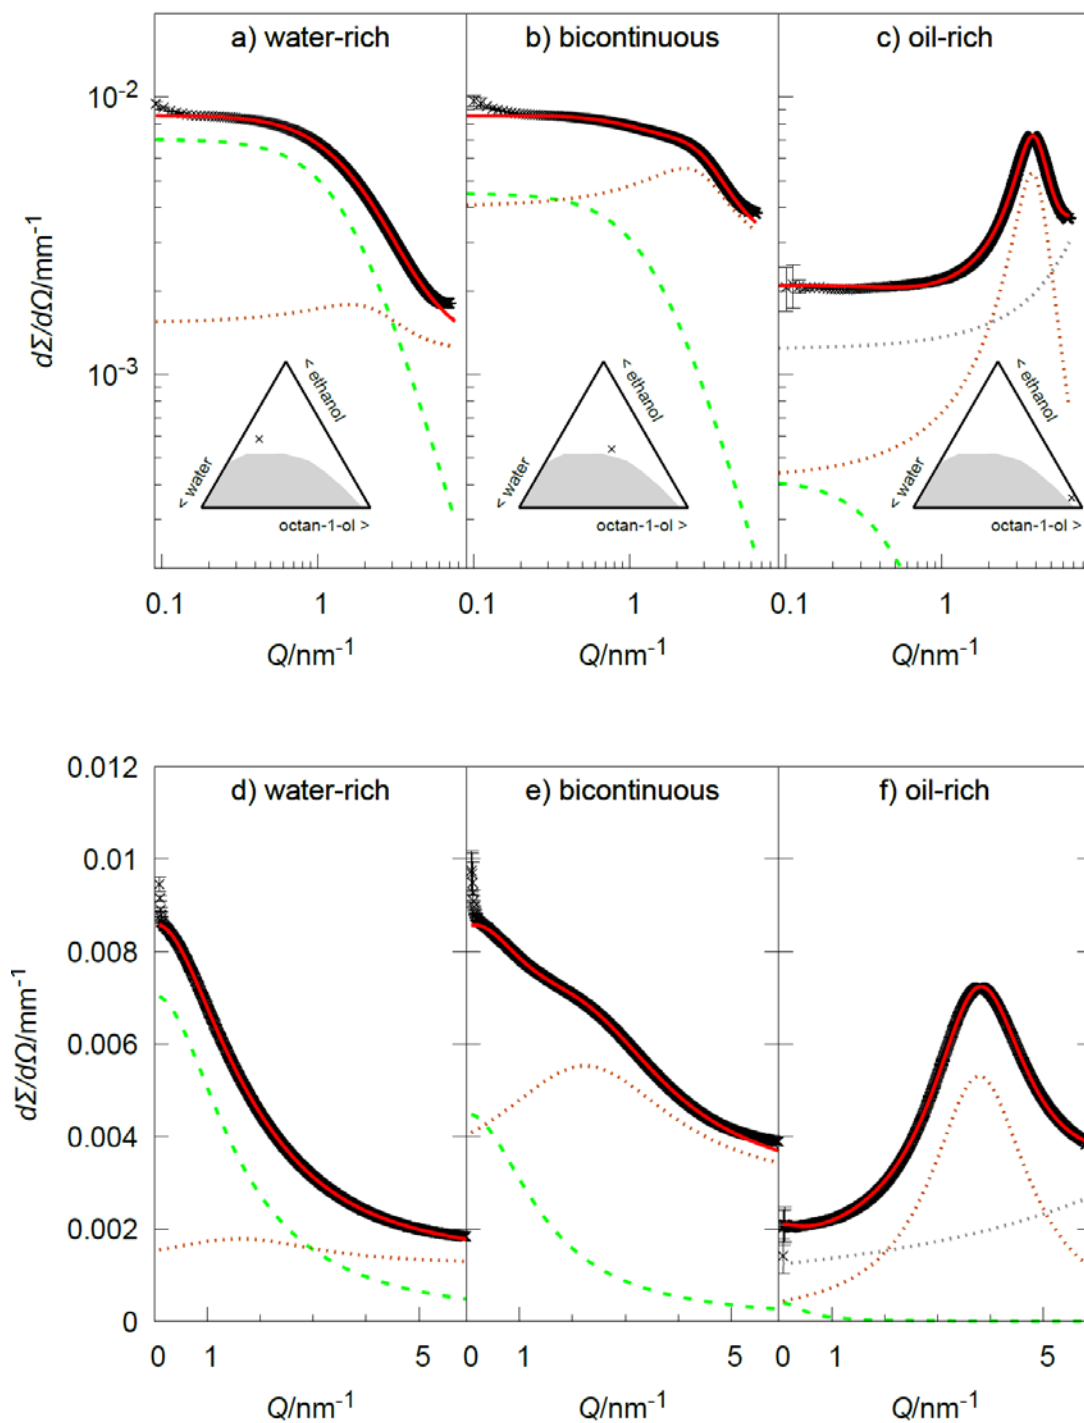 a) water-rich b) bicontinuous c) oil-rich
10-2
10-3
dΣ/dΩ/mm-1
< ethanol < ethanol < ethanol
< water < water < water
octan-1-ol > octan-1-ol > octan-1-ol >
0.1 1 0.1 1 0.1 1
Q/nm-1 Q/nm-1 Q/nm-1
d) water-rich e) bicontinuous f) oil-rich
0.012
0.01
0.008
0.006
0.004
0.002
0
dΣ/dΩ/mm-1
0 1 5 0 1 5 0 1 5
Q/nm-1 Q/nm-1 Q/nm-1